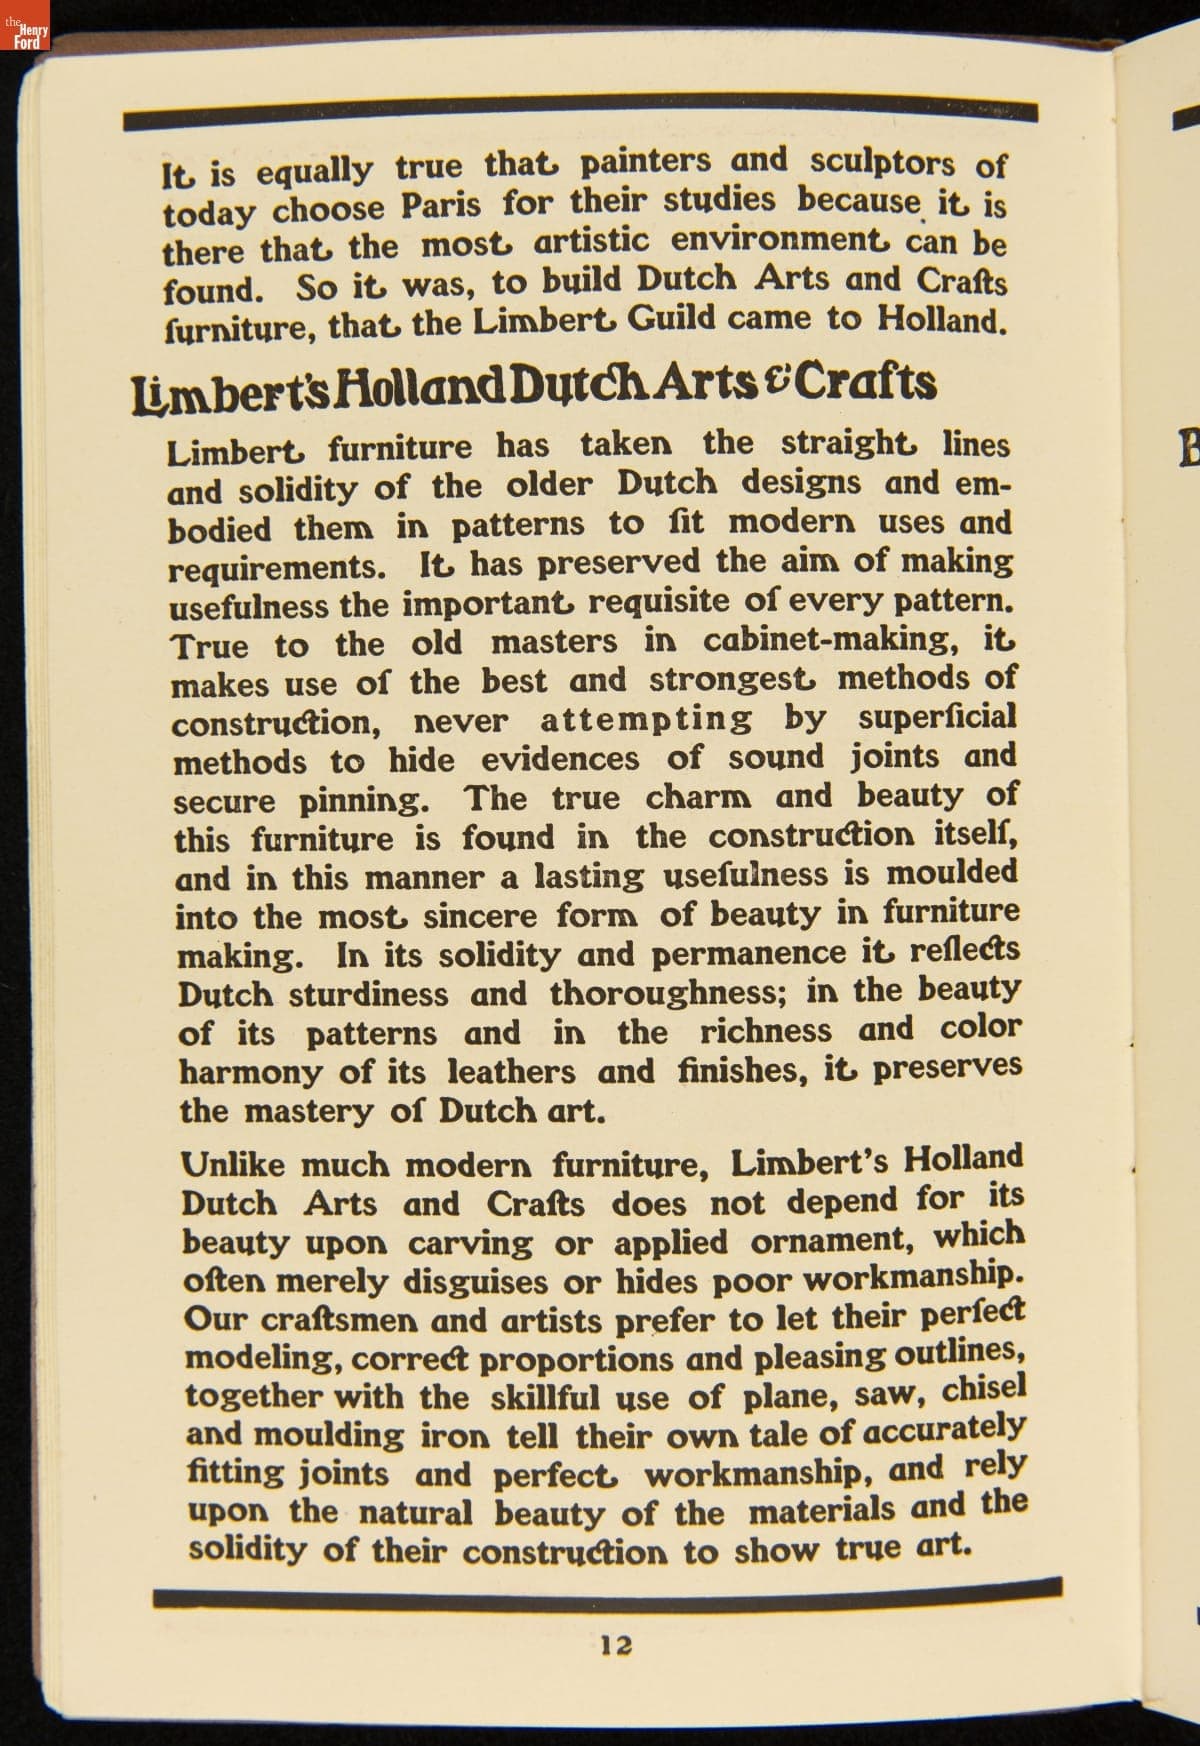 the
Henry
Ford
It is equally true that painters and sculptors of
today choose Paris for their studies because it is
there that the most artistic environment can be
found. So it was, to build Dutch Arts and Crafts
furniture, that the Limbert Guild came to Holland.
Limbert's Holland Dutch Arts & Crafts
Limbert furniture has taken the straight lines
and solidity of the older Dutch designs and em-
bodied them in patterns to fit modern uses and
requirements. It has preserved the aim of making
usefulness the important requisite of every pattern.
True to the old masters in cabinet-making, it
makes use of the best and strongest methods of
construction, never attempting by superficial
methods to hide evidences of sound joints and
secure pinning. The true charm and beauty of
this furniture is found in the construction itself,
and in this manner a lasting usefulness is moulded
into the most sincere form of beauty in furniture
making. In its solidity and permanence it reflects
Dutch sturdiness and thoroughness; in the beauty
of its patterns and in the richness and color
harmony of its leathers and finishes, it preserves
the mastery of Dutch art.
Unlike much modern furniture, Limbert's Holland
Dutch Arts and Crafts does not depend for its
beauty upon carving or applied ornament, which
often merely disguises or hides poor workmanship.
Our craftsmen and artists prefer to let their perfect
modeling, correct proportions and pleasing outlines,
together with the skillful use of plane, saw, chisel
and moulding iron tell their own tale of accurately
fitting joints and perfect workmanship, and rely
upon the natural beauty of the materials and the
solidity of their construction to show true art.
12
B